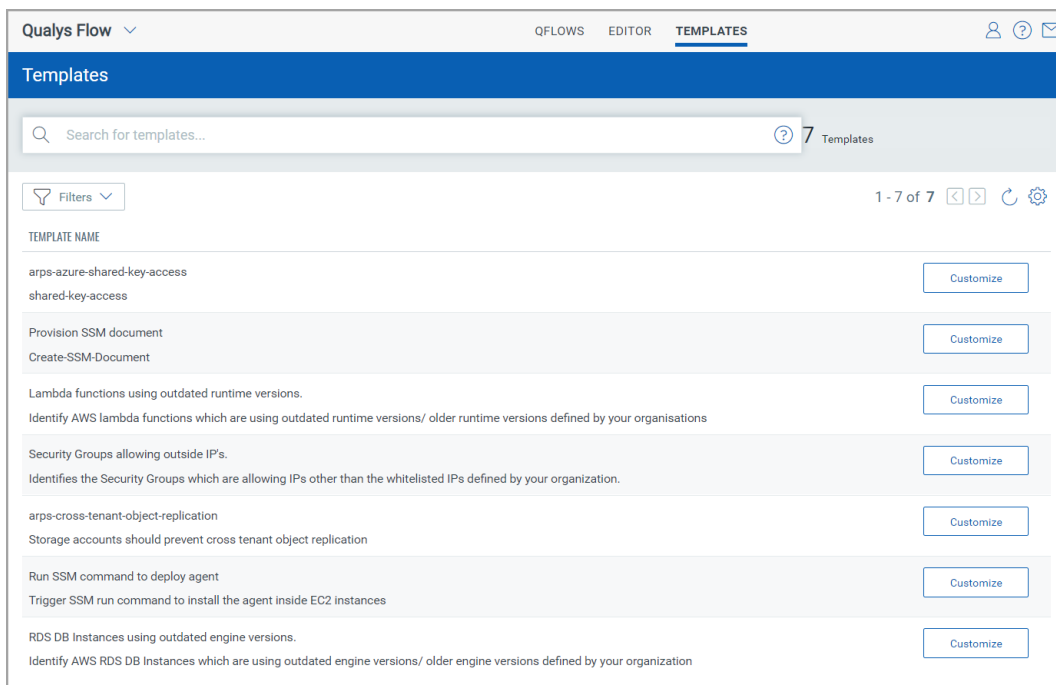 Qualys Flow
QFLOWS EDITOR TEMPLATES
Templates
Search for templates...
7 Templates
Filters
1 - 7 of 7
TEMPLATE NAME
arps-azure-shared-key-access
shared-key-access
Customize
Provision SSM document
Create-SSM-Document
Customize
Lambda functions using outdated runtime versions.
Identify AWS lambda functions which are using outdated runtime versions/ older runtime versions defined by your organisations
Customize
Security Groups allowing outside IP's.
Identifies the Security Groups which are allowing IPs other than the whitelisted IPs defined by your organization.
Customize
arps-cross-tenant-object-replication
Storage accounts should prevent cross tenant object replication
Customize
Run SSM command to deploy agent
Trigger SSM run command to install the agent inside EC2 instances
Customize
RDS DB Instances using outdated engine versions.
Identify AWS RDS DB Instances which are using outdated engine versions/ older engine versions defined by your organization
Customize